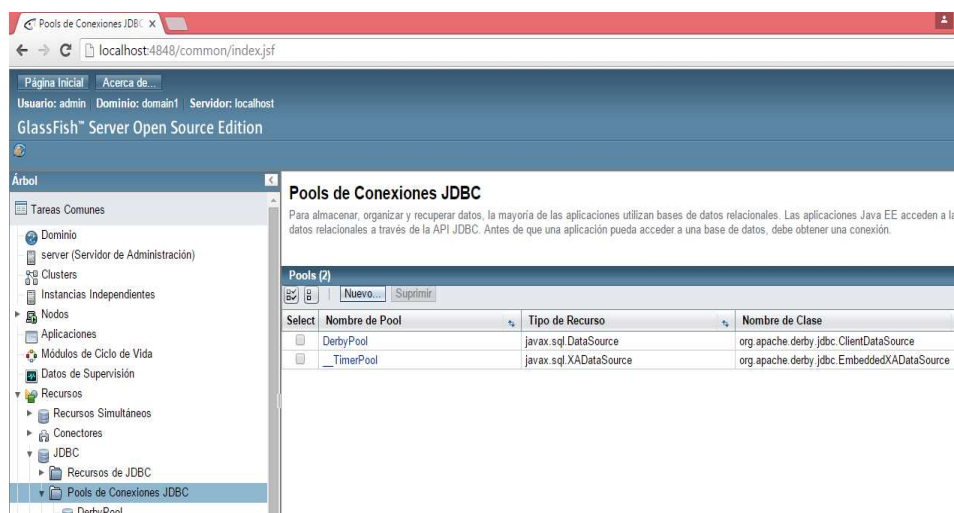 Pools de Conexiones JDBC
localhost:4848/common/index.jsf
Página Inicial Acerca de...
Usuario: admin Dominio: domain1 Servidor: localhost
GlassFish™ Server Open Source Edition
Árbol
Tareas Comunes
Dominio
server (Servidor de Administración)
Clusters
Instancias Independientes
Nodos
Aplicaciones
Módulos de Ciclo de Vida
Datos de Supervisión
Recursos
Recursos Simultáneos
Conectores
JDBC
Recursos de JDBC
Pools de Conexiones JDBC
DerbyPool
Pools de Conexiones JDBC
Para almacenar, organizar y recuperar datos, la mayoría de las aplicaciones utilizan bases de datos relacionales. Las aplicaciones Java EE acceden a la
datos relacionales a través de la API JDBC. Antes de que una aplicación pueda acceder a una base de datos, debe obtener una conexión.
Pools (2)
Nuevo... Suprimir
Select Nombre de Pool Tipo de Recurso Nombre de Clase
DerbyPool javax.sql.DataSource org.apache.derby.jdbc.ClientDataSource
__TimerPool javax.sql.XADataSource org.apache.derby.jdbc.EmbeddedXADataSource